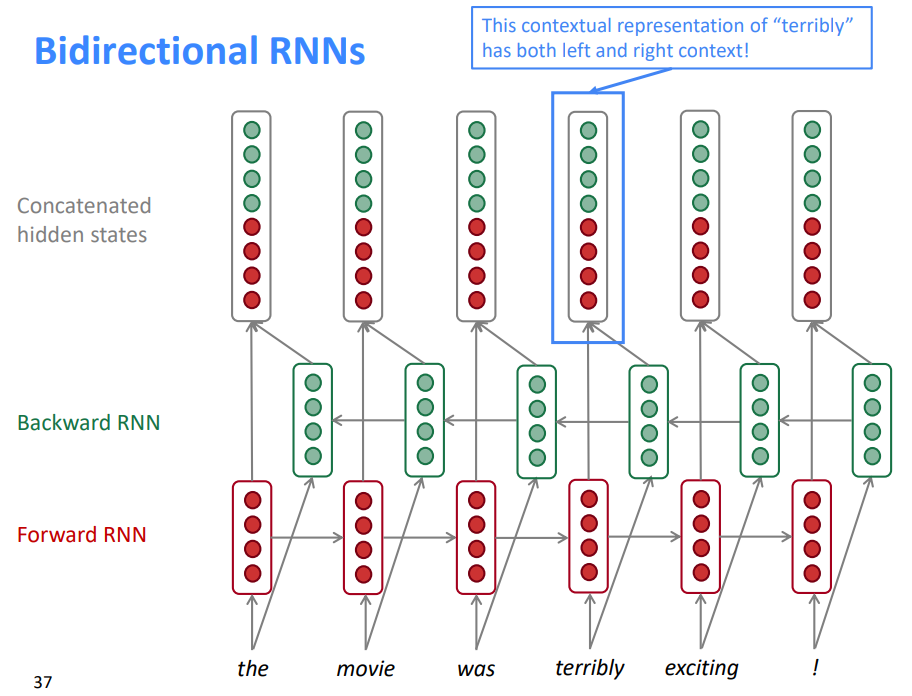 Bidirectional RNNs
This contextual representation of “terribly”
has both left and right context!
Concatenated
hidden states
Backward RNN
Forward RNN
the movie was terribly exciting !
37